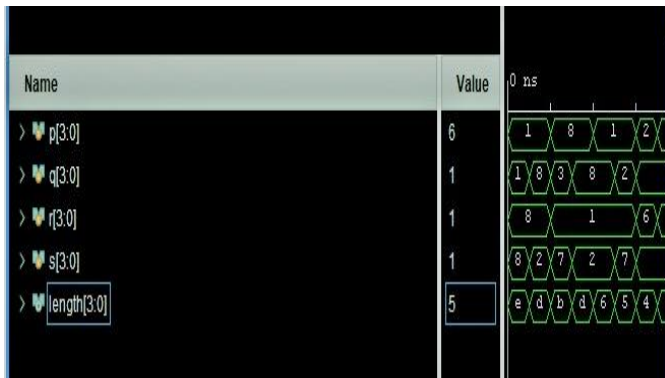 Name Value 0 ns
p[3:0] 6 1 8 1 2
q[3:0] 1 1 8 3 8 2
r[3:0] 1 8 1 6
s[3:0] 1 8 2 7 2 7
length[3:0] 5 e d b d 6 5 4